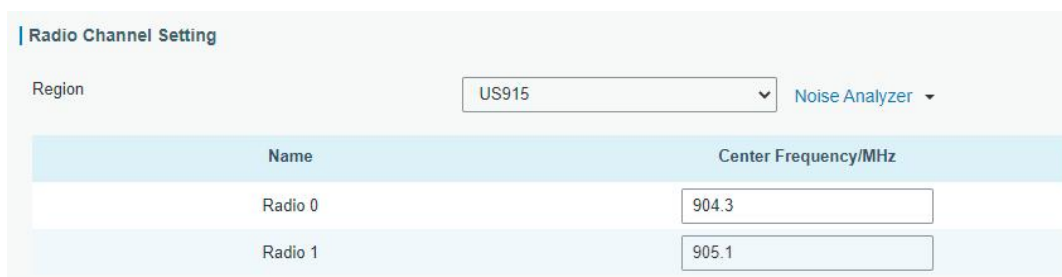 Radio Channel Setting
Region US915 Noise Analyzer
Name Center Frequency/MHz
Radio 0 904.3
Radio 1 905.1